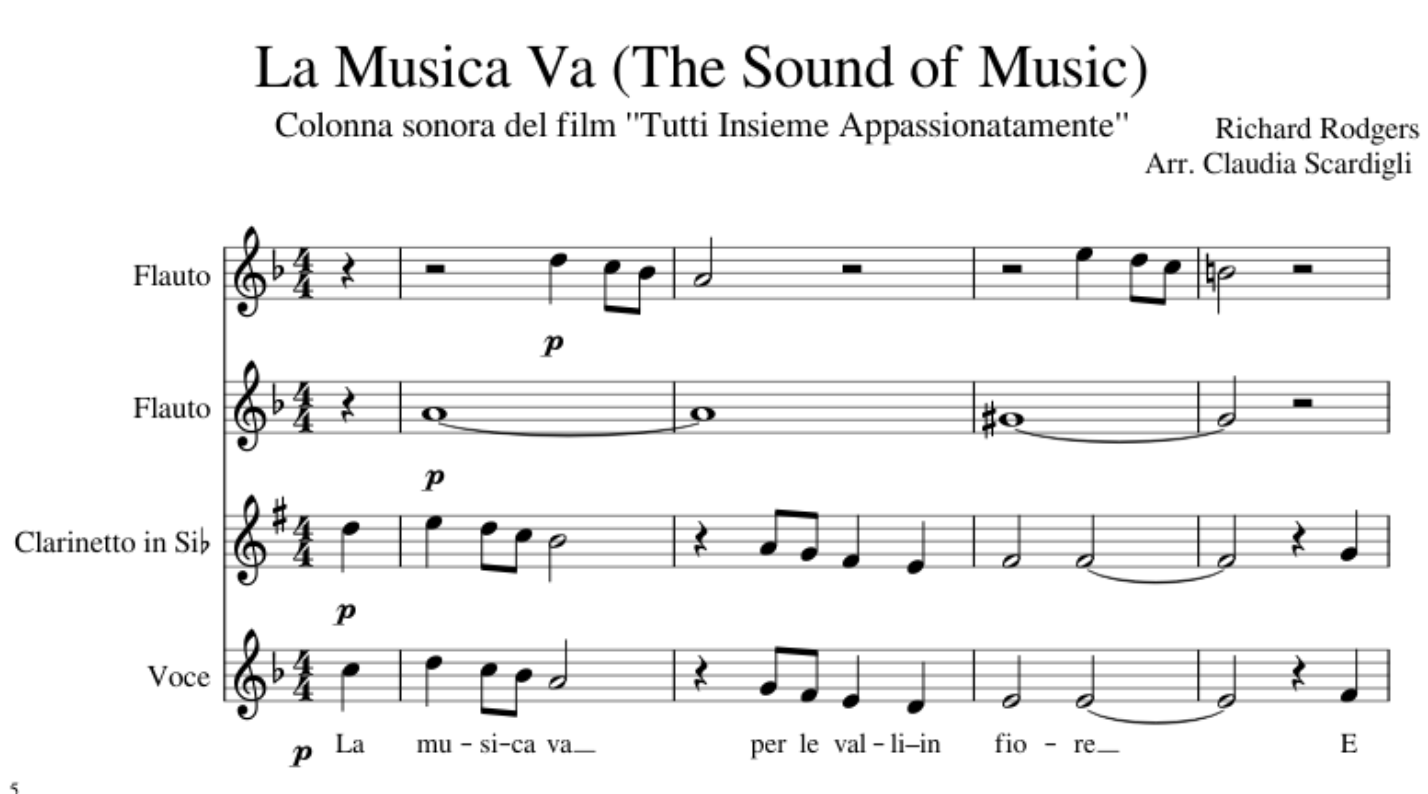 La Musica Va (The Sound of Music)
Colonna sonora del film "Tutti Insieme Appassionatamente"
Richard Rodgers
Arr. Claudia Scardigli
Flauto
p
Flauto
p
Clarinetto in Si♭
p
Voce
p La mu - si - ca va__ per le val - li - in fio - re__ E
5